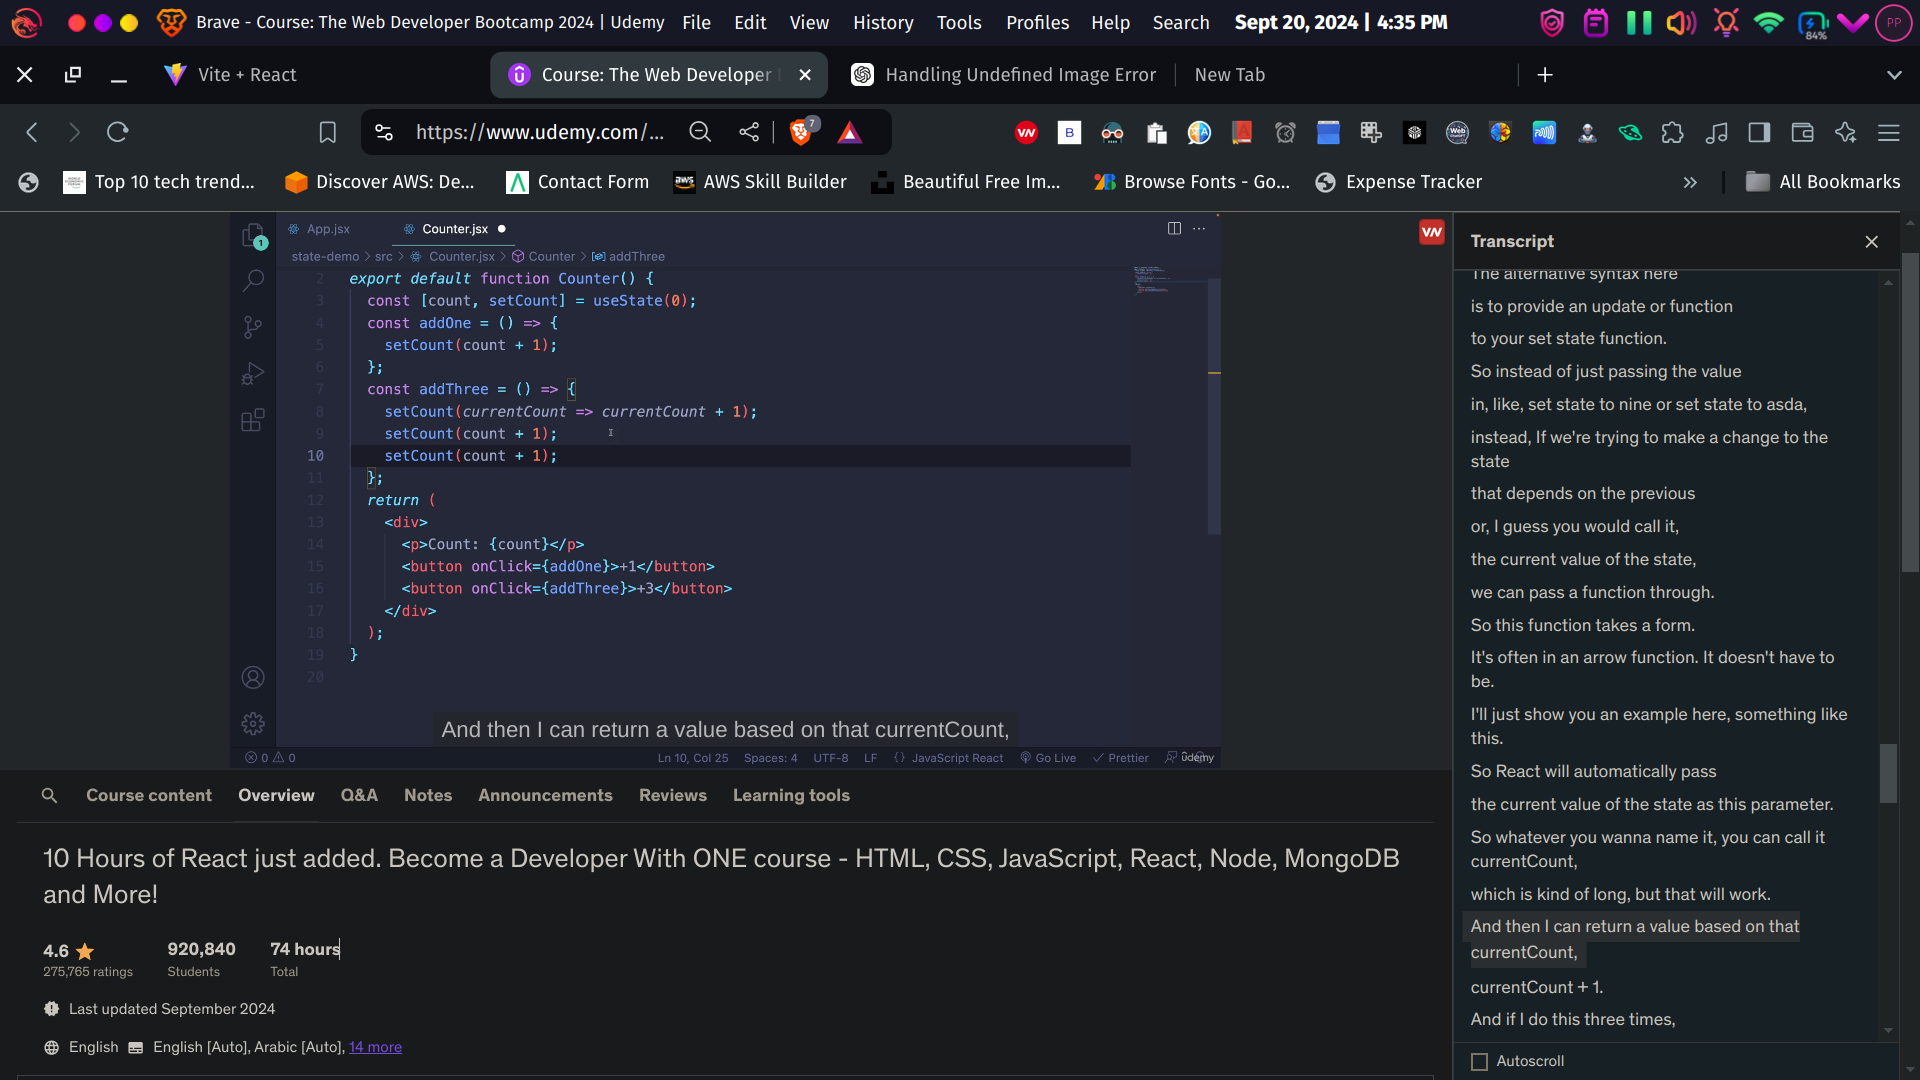 Brave - Course: The Web Developer Bootcamp 2024 | Udemy File Edit View History Tools Profiles Help Search Sept 20, 2024 | 4:35 PM 84% PP
Vite + React Course: The Web Developer Handling Undefined Image Error New Tab
https://www.udemy.com/... 7
Top 10 tech trend... Discover AWS: De... Contact Form AWS Skill Builder Beautiful Free Im... Browse Fonts - Go... Expense Tracker » All Bookmarks
App.jsx Counter.jsx
state-demo > src > Counter.jsx > Counter > addThree
2 export default function Counter() {
3 const [count, setCount] = useState(0);
4 const addOne = () => {
5 setCount(count + 1);
6 };
7 const addThree = () => {
8 setCount(currentCount => currentCount + 1);
9 setCount(count + 1);
10 setCount(count + 1);
11 };
12 return (
13 <div>
14 <p>Count: {count}</p>
15 <button onClick={addOne}>+1</button>
16 <button onClick={addThree}>+3</button>
17 </div>
18 );
19 }
20
And then I can return a value based on that currentCount,
0 0 Ln 10, Col 25 Spaces: 4 UTF-8 LF {} JavaScript React Go Live Prettier udemy
Course content Overview Q&A Notes Announcements Reviews Learning tools
10 Hours of React just added. Become a Developer With ONE course - HTML, CSS, JavaScript, React, Node, MongoDB
and More!
4.6 920,840 74 hours
275,765 ratings Students Total
Last updated September 2024
English English [Auto], Arabic [Auto], 14 more
Transcript
The alternative syntax here
is to provide an update or function
to your set state function.
So instead of just passing the value
in, like, set state to nine or set state to asda,
instead, If we're trying to make a change to the
state
that depends on the previous
or, I guess you would call it,
the current value of the state,
we can pass a function through.
So this function takes a form.
It's often in an arrow function. It doesn't have to
be.
I'll just show you an example here, something like
this.
So React will automatically pass
the current value of the state as this parameter.
So whatever you wanna name it, you can call it
currentCount,
which is kind of long, but that will work.
And then I can return a value based on that
currentCount,
currentCount + 1.
And if I do this three times,
Autoscroll